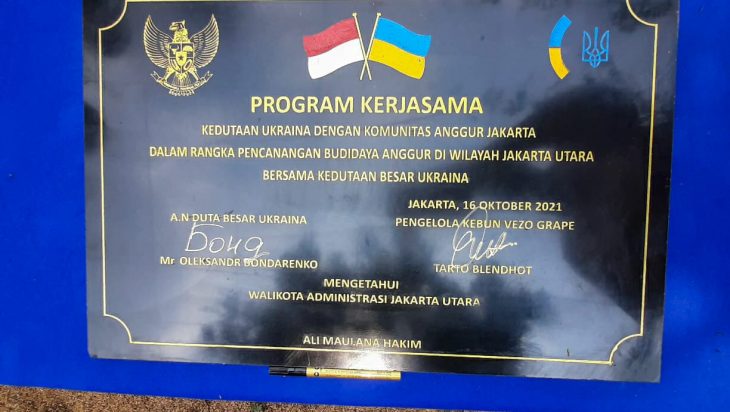 PROGRAM KERJASAMA
KEDUTAAN UKRAINA DENGAN KOMUNITAS ANGGUR JAKARTA
DALAM RANGKA PENCANANGAN BUDIDAYA ANGGUR DI WILAYAH JAKARTA UTARA
BERSAMA KEDUTAAN BESAR UKRAINA
JAKARTA, 16 OKTOBER 2021
A.N DUTA BESAR UKRAINA
PENGELOLA KEBUN VEZO GRAPE
Mr OLEKSANDR BONDARENKO
TARTO BLENDHOT
MENGETAHUI
WALIKOTA ADMINISTRASI JAKARTA UTARA
ALI MAULANA HAKIM